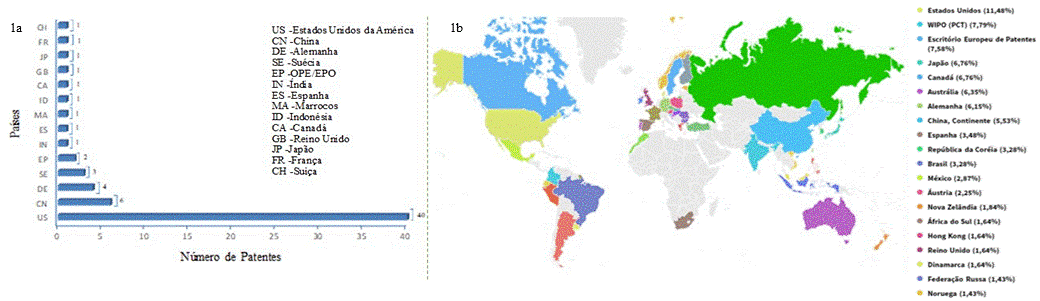 1a
CH 1
FR 1
JP 1
GB 1
CA 1
ID 1
MA 1
ES 1
IN 1
EP 2
SE 3
DE 4
CN 6
US 40
0 5 10 15 20 25 30 35 40
Países
Número de Patentes
US -Estados Unidos da América
CN -China
DE -Alemanha
SE -Suécia
EP -OPE/EPO
IN -Índia
ES -Espanha
MA -Marrocos
ID -Indonésia
CA -Canadá
GB -Reino Unido
JP -Japão
FR -França
CH -Suiça
1b
Estados Unidos (11,48%)
WIPO (PCT) (7,79%)
Escritório Europeu de Patentes
(7,58%)
Japão (6,76%)
Canadá (6,76%)
Austrália (6,35%)
Alemanha (6,15%)
China, Continente (5,53%)
Espanha (3,48%)
República da Coréia (3,28%)
Brasil (3,28%)
México (2,87%)
Áustria (2,25%)
Nova Zelândia (1,84%)
África do Sul (1,64%)
Hong Kong (1,64%)
Reino Unido (1,64%)
Dinamarca (1,64%)
Federação Russa (1,43%)
Noruega (1,43%)